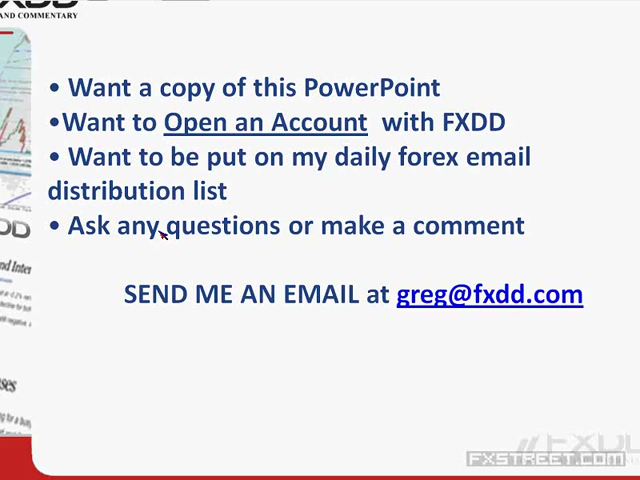 AND COMMENTARY
• Want a copy of this PowerPoint
•Want to Open an Account with FXDD
• Want to be put on my daily forex email
distribution list
• Ask any questions or make a comment
SEND ME AN EMAIL at greg@fxdd.com
FXSTREET.COM